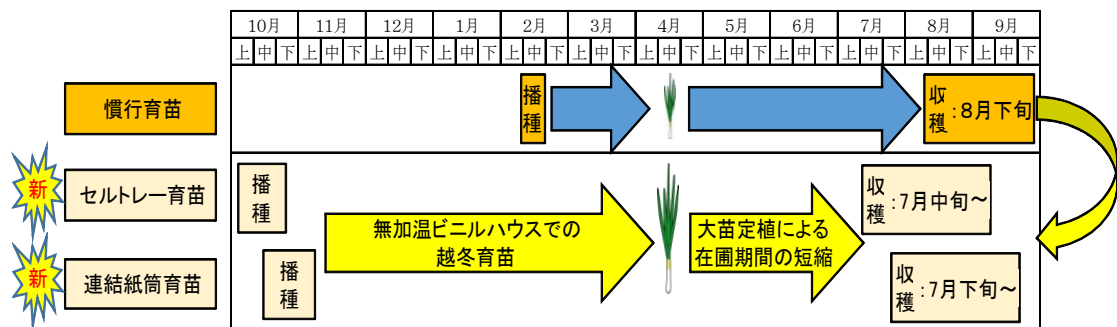 10月 11月 12月 1月 2月 3月 4月 5月 6月 7月 8月 9月
上 中 下 上 中 下 上 中 下 上 中 下 上 中 下 上 中 下 上 中 下 上 中 下 上 中 下 上 中 下 上 中 下 上 中 下
慣行育苗
播種
収穫:8月下旬
新
セルトレー育苗
播種
収穫:7月中旬～
無加温ビニルハウスでの
越冬育苗
大苗定植による
在圃期間の短縮
新
連結紙筒育苗
播種
収穫:7月下旬～